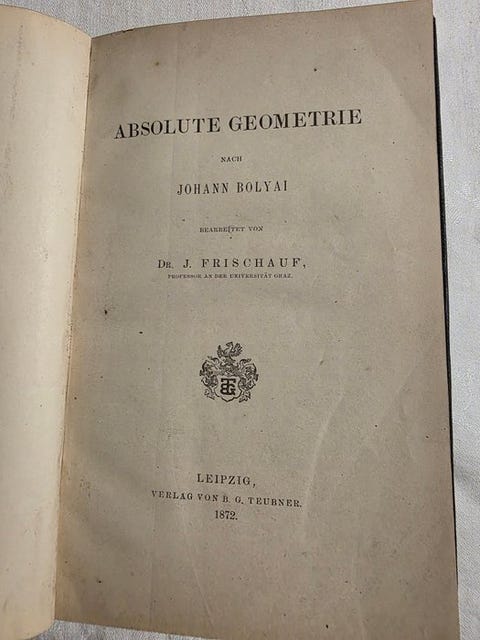 ABSOLUTE GEOMETRIE
NACH
JOHANN BOLYAI
BEARBEITET VON
DR. J. FRISCHAUF,
PROFESSOR AN DER UNIVERSITÄT GRAZ.
LEIPZIG,
VERLAG VON B. G. TEUBNER.
1872.